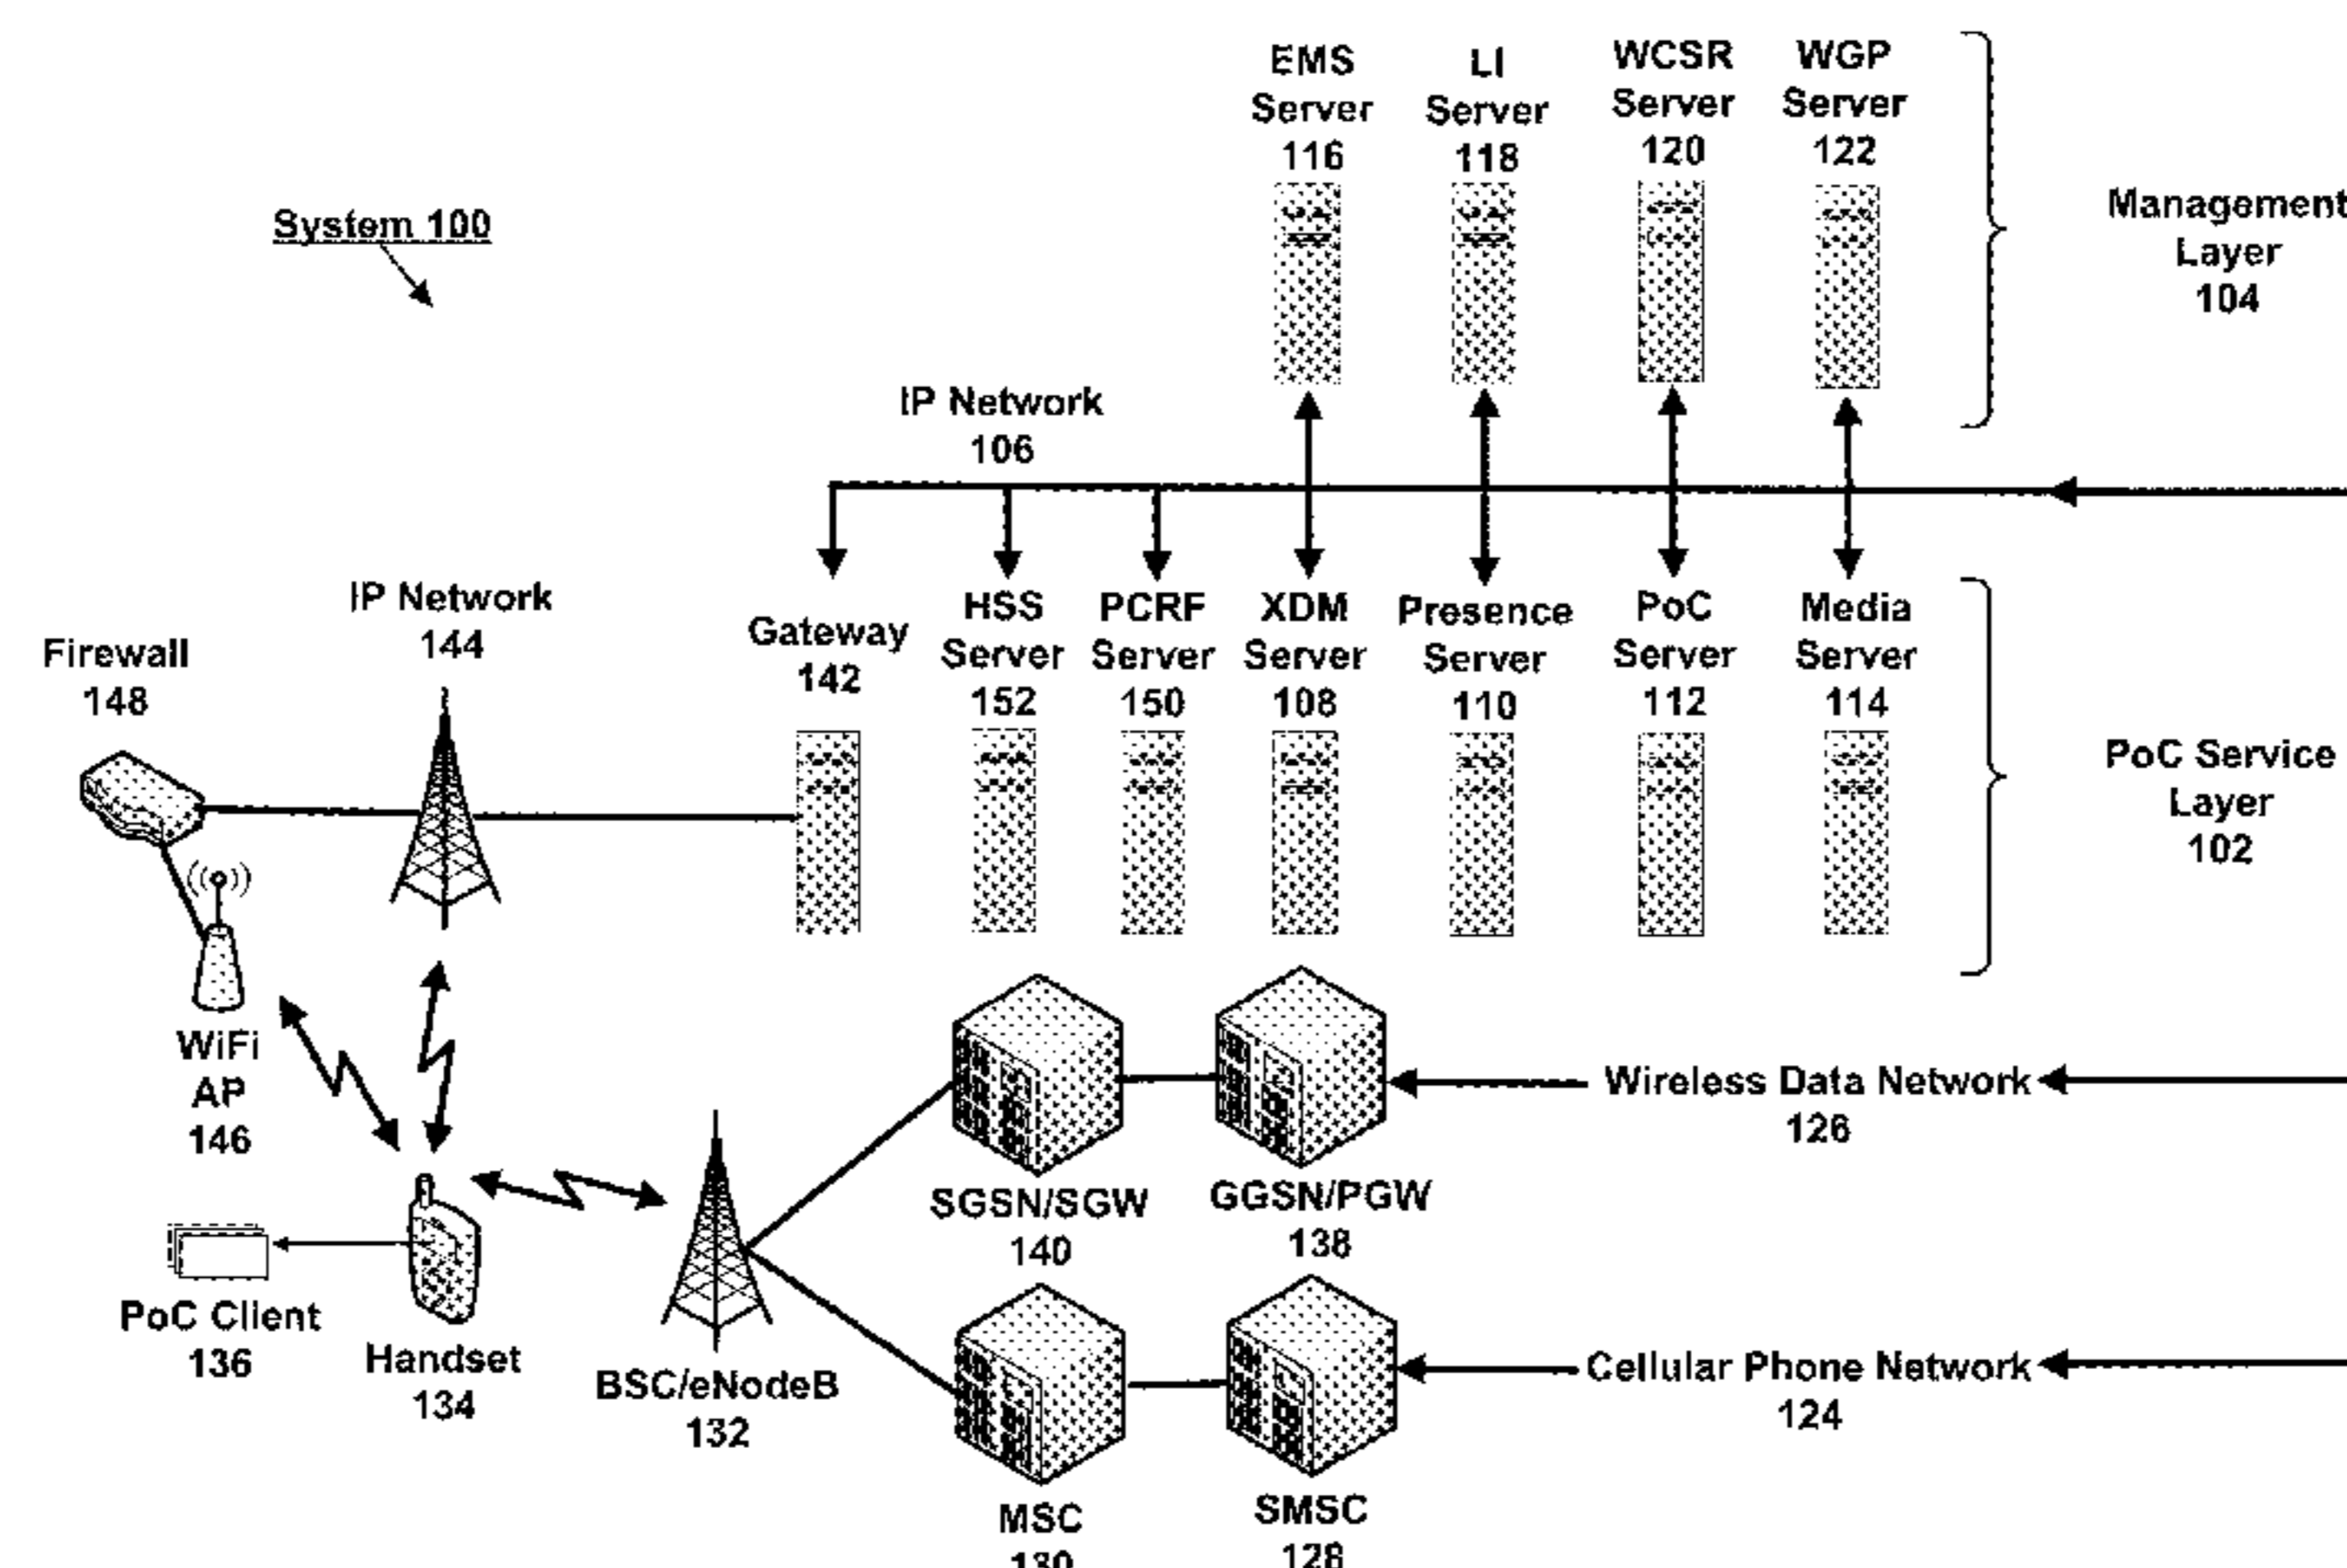 EMS
Server
116
LI
Server
118
WCSR
Server
120
WGP
Server
122
Management
Layer
104
System 100
IP Network
106
IP Network
144
Firewall
148
Gateway
142
HSS
Server
152
PCRF
Server
150
XDM
Server
108
Presence
Server
110
PoC
Server
112
Media
Server
114
PoC Service
Layer
102
WiFi
AP
146
SGSN/SGW
140
GGSN/PGW
138
Wireless Data Network
126
PoC Client
136
Handset
134
BSC/eNodeB
132
Cellular Phone Network
124
MSC
130
SMSC
128